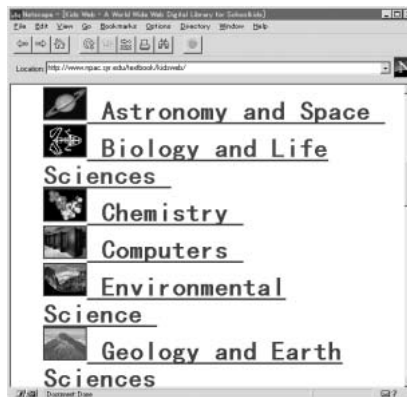 Netscape - [Kids Web - A World Wide Web Digital Library for Schoolkids]
File Edit View Go Bookmarks Options Directory Window Help
Location: http://www.npac.syr.edu/textbook/kidsweb/
Astronomy and Space
Biology and Life
Sciences
Chemistry
Computers
Environmental
Science
Geology and Earth
Sciences
Document: Done